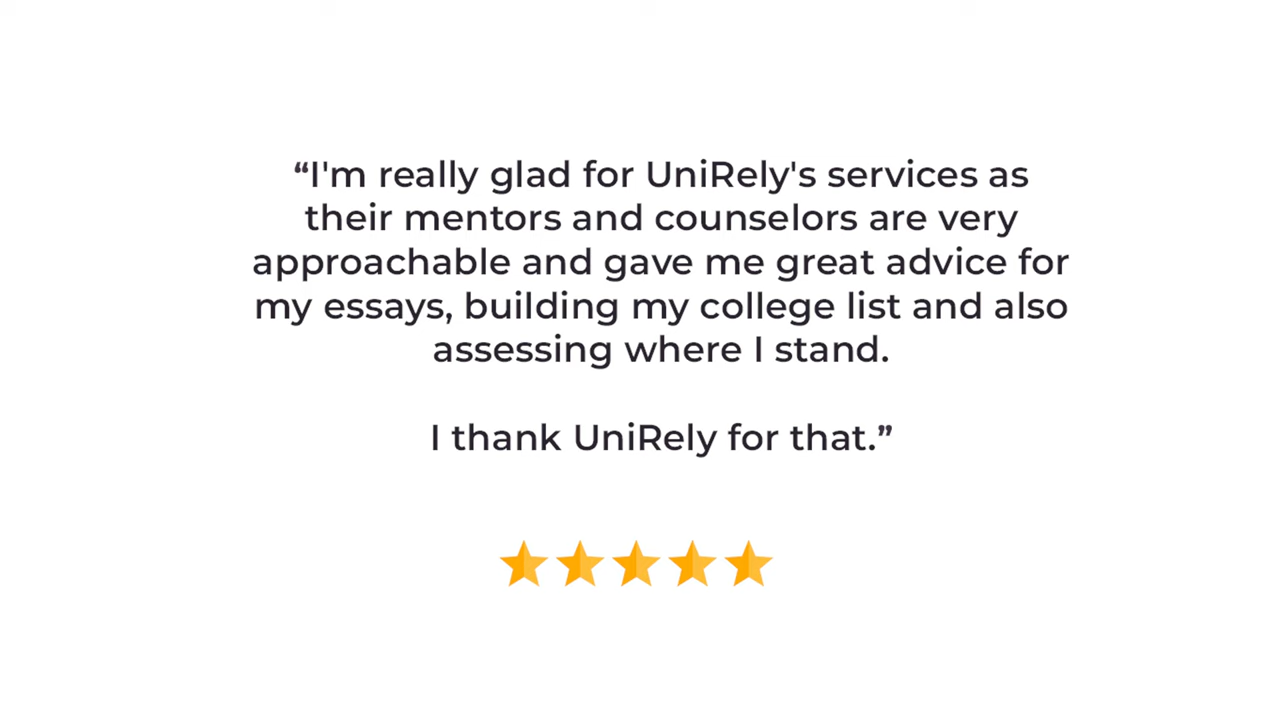 “I'm really glad for UniRely's services as
their mentors and counselors are very
approachable and gave me great advice for
my essays, building my college list and also
assessing where I stand.
I thank UniRely for that.”